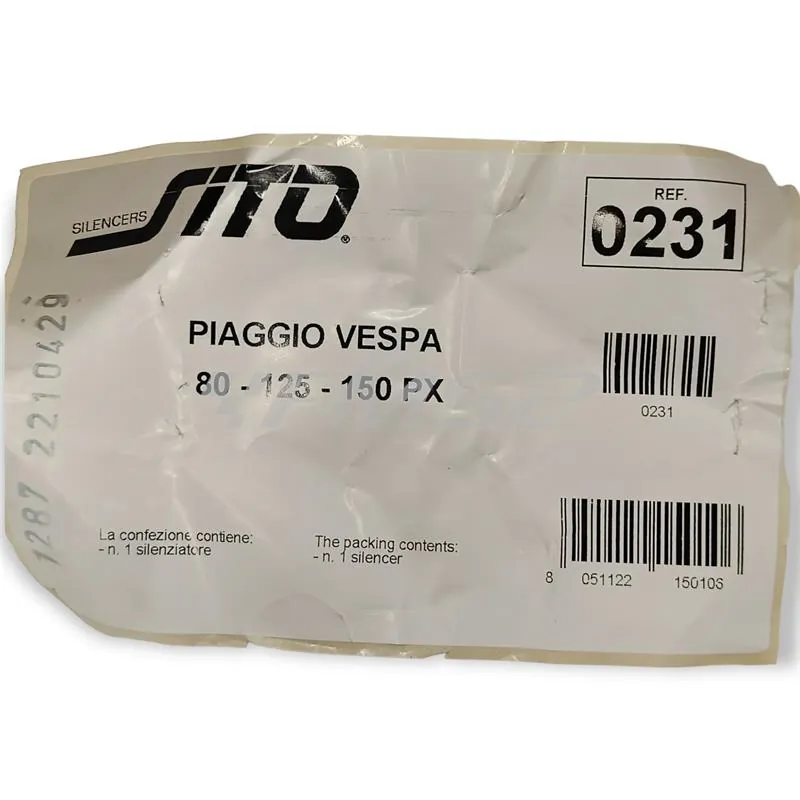 SILENCERS SITO®
REF.
0231
PIAGGIO VESPA
80 - 125 - 150 PX
0231
La confezione contiene:
- n. 1 silenziatore
The packing contents:
- n. 1 silencer
8 051122 150106
1287 2210429